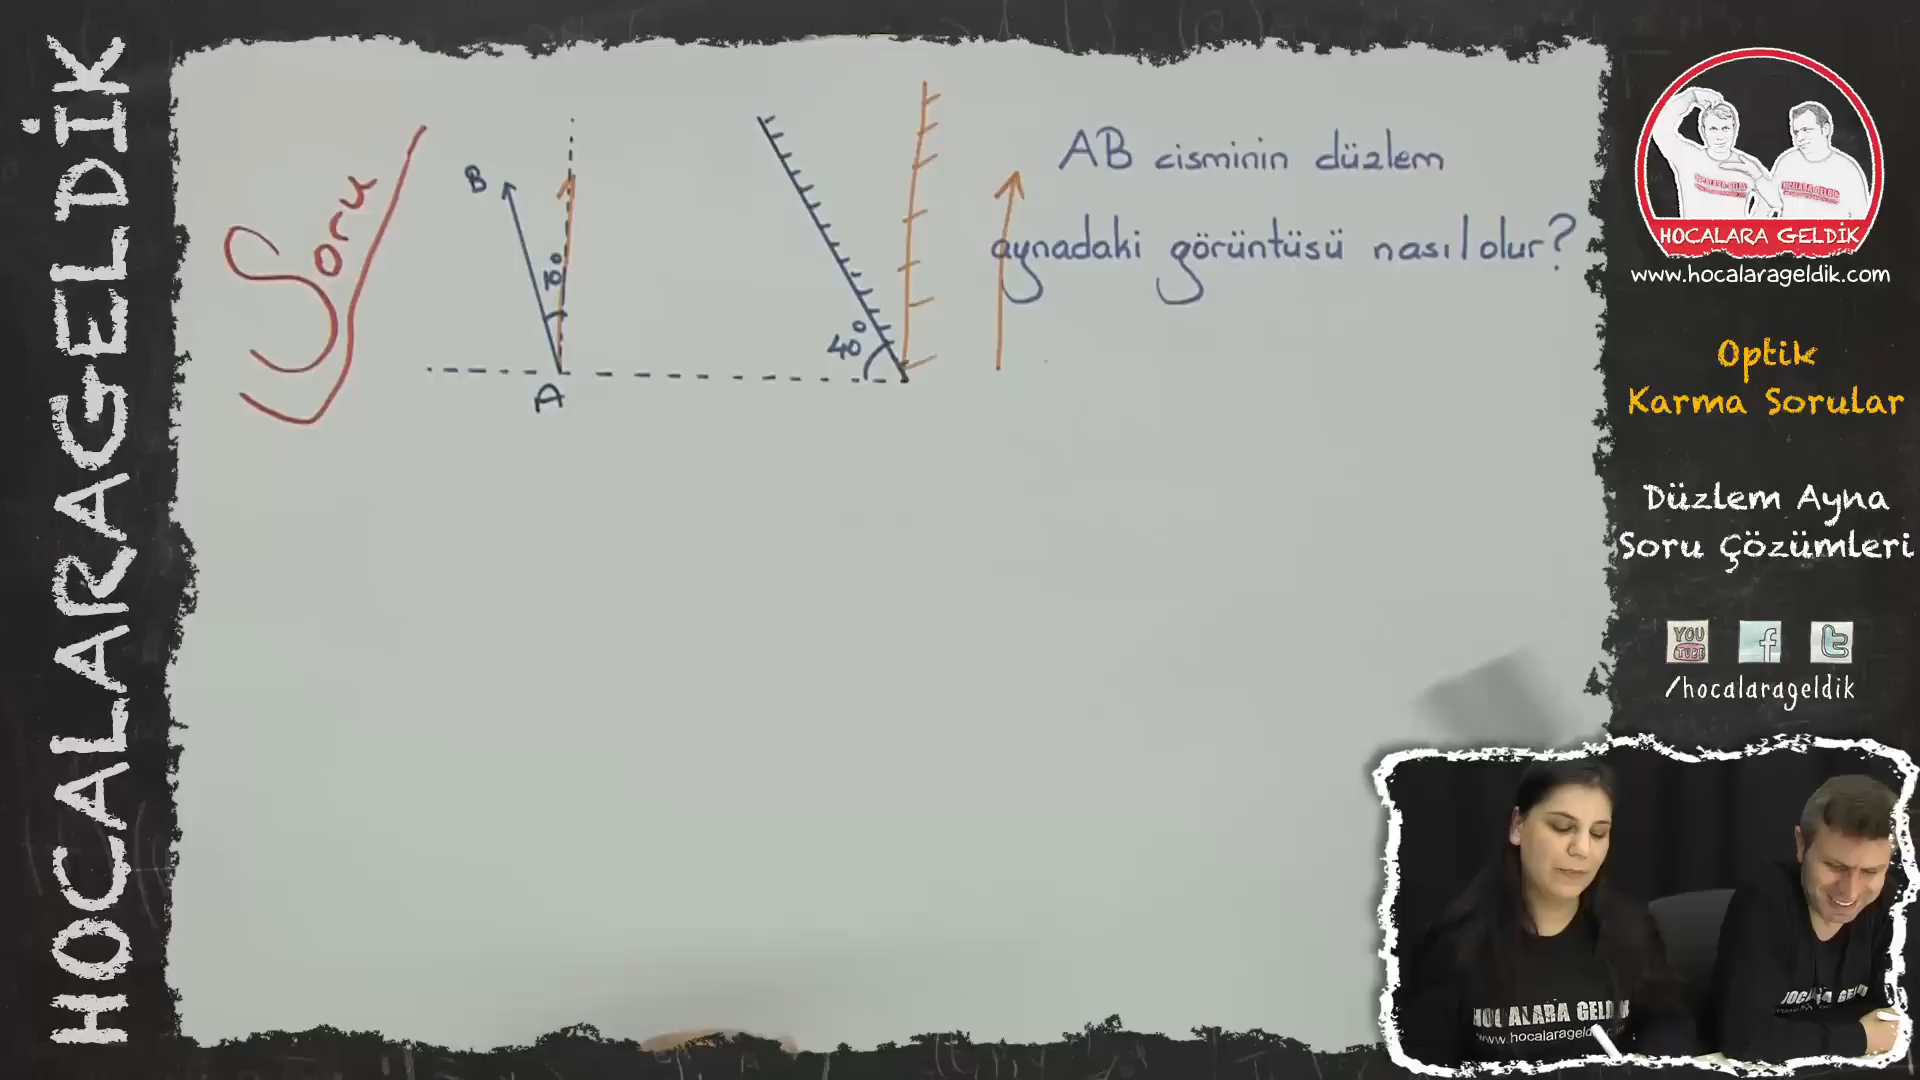 HOCALARAGELDİK
Soru
B
10°
A
40°
AB cisminin düzlem
aynadaki görüntüsü nasıl olur?
HOCALARA GELDİK
www.hocalarageldik.com
Optik
Karma Sorular
Düzlem Ayna
Soru Çözümleri
YOU
TUBE
f
t
/hocalarageldik
HOCALARA GELDİK
www.hocalarageldik